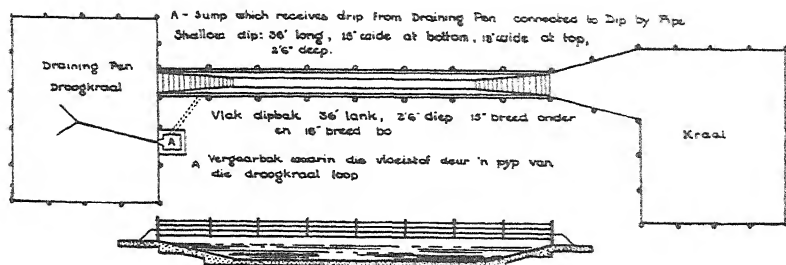 A - Sump which receives drip from Draining Pen connected to Dip by Pipe
Shallow dip: 36' long, 15" wide at bottom, 18" wide at top,
2'6" deep.
Draining Pen
Droogkraal
Vlak dipbak 36' lank, 2'6" diep 15" breed onder
en 18" breed bo
Kraal
A
A Vergaarbak waarin die vloeistof deur 'n pyp van
die droogkraal loop